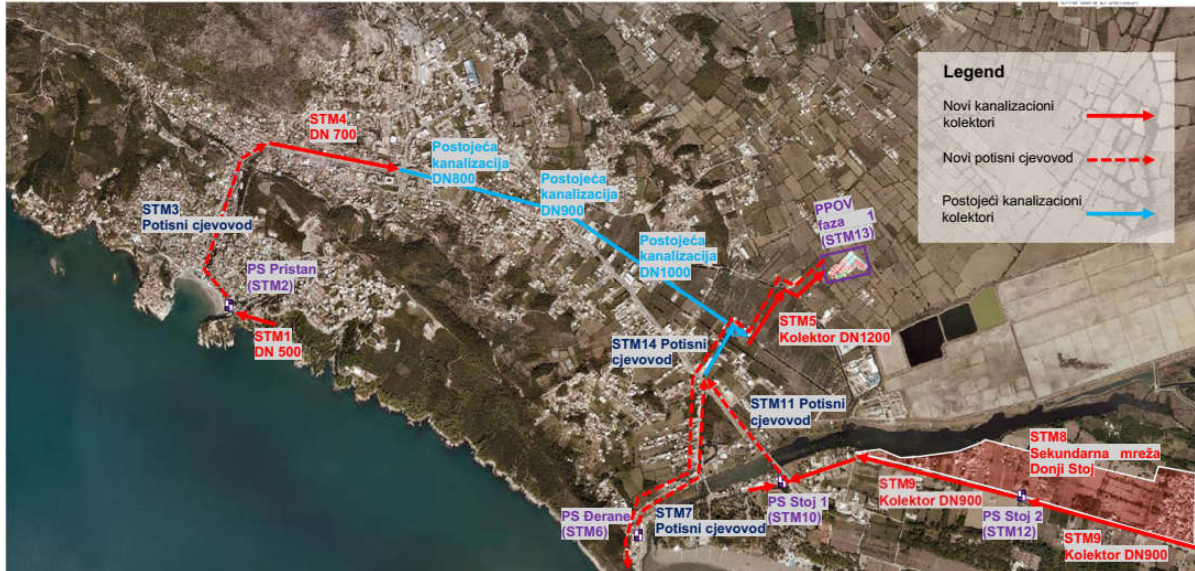 Legend
Novi kanalizacioni
kolektori
Novi potisni cjevovod
Postojeći kanalizacioni
kolektori
STM4
DN 700
Postojeća
kanalizacija
DN800
Postojeća
kanalizacija
DN900
Postojeća
kanalizacija
DN1000
PPOV
faza 1
(STM13)
STM3
Potisni cjevovod
PS Pristan
(STM2)
STM1
DN 500
STM5
Kolektor DN1200
STM14 Potisni
cjevovod
STM11 Potisni
cjevovod
STM8
Sekundarna mreža
Donji Stoj
STM9
Kolektor DN900
PS Stoj 1
(STM10)
PS Stoj 2
(STM12)
PS Đerane
(STM6)
STM7
Potisni cjevovod
STM9
Kolektor DN900